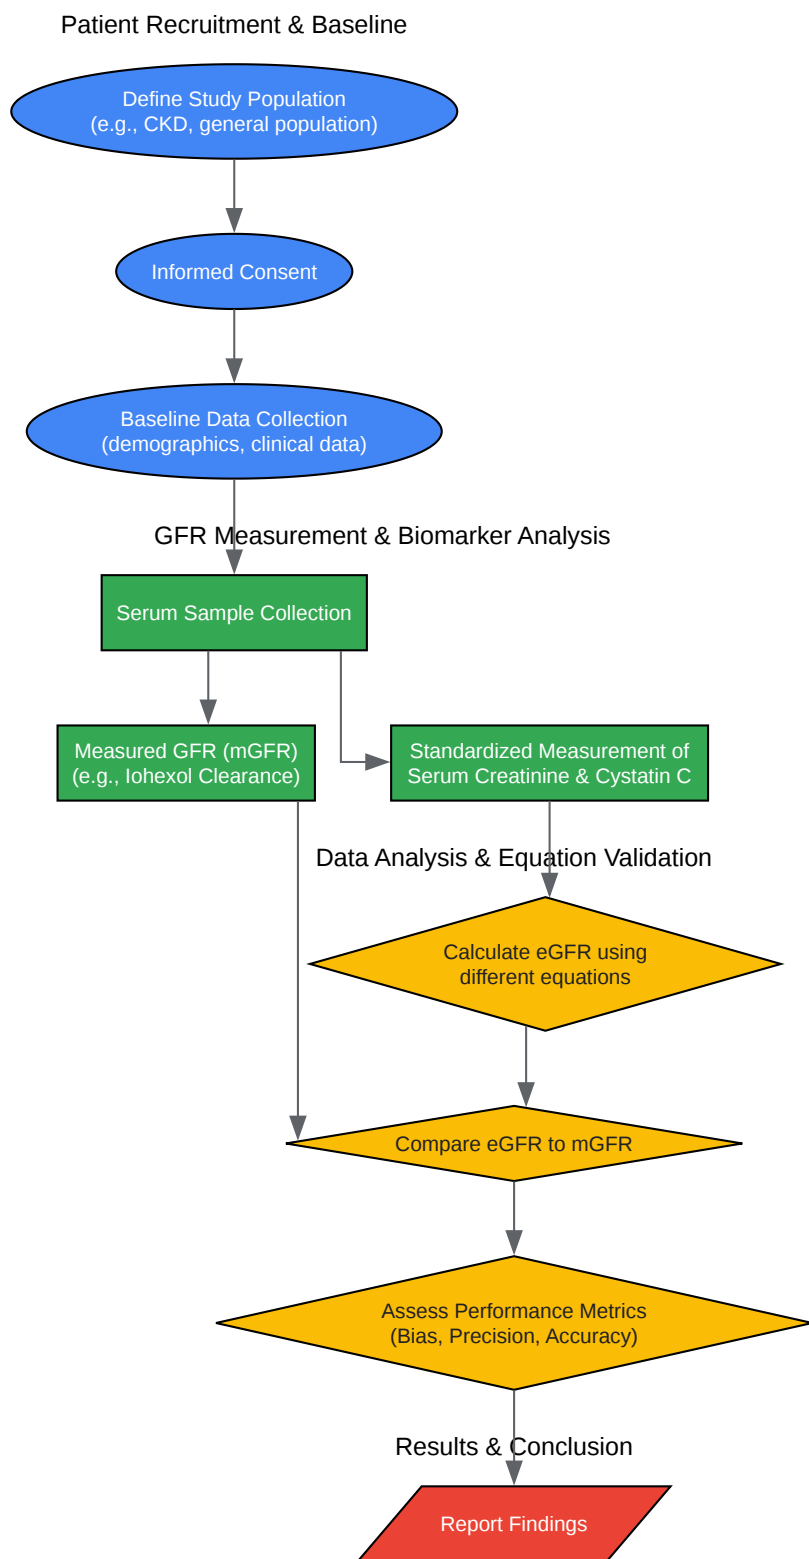 Patient Recruitment & Baseline
Define Study Population
(e.g., CKD, general population)
Informed Consent
Baseline Data Collection
(demographics, clinical data)
GFR Measurement & Biomarker Analysis
Serum Sample Collection
Measured GFR (mGFR)
(e.g., Iohexol Clearance)
Standardized Measurement of
Serum Creatinine & Cystatin C
Data Analysis & Equation Validation
Calculate eGFR using
different equations
Compare eGFR to mGFR
Assess Performance Metrics
(Bias, Precision, Accuracy)
Results & Conclusion
Report Findings